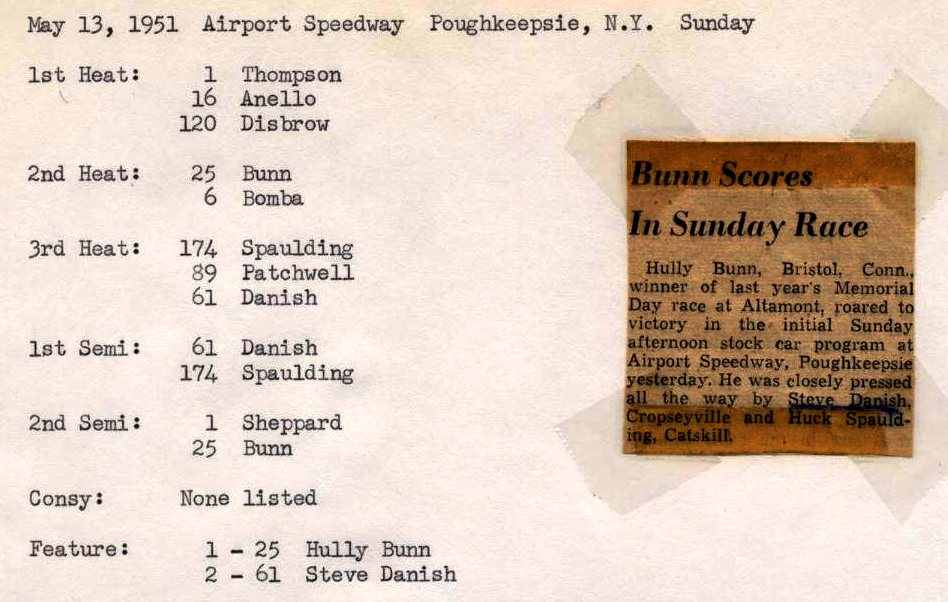 May 13, 1951 Airport Speedway Poughkeepsie, N.Y. Sunday
1st Heat: 1 Thompson
16 Anello
120 Disbrow
2nd Heat: 25 Bunn
6 Bomba
3rd Heat: 174 Spaulding
89 Patchwell
61 Danish
1st Semi: 61 Danish
174 Spaulding
2nd Semi: 1 Sheppard
25 Bunn
Consy: None listed
Feature: 1 - 25 Hully Bunn
2 - 61 Steve Danish
Bunn Scores
In Sunday Race
Hully Bunn, Bristol, Conn.,
winner of last year's Memorial
Day race at Altamont, roared to
victory in the initial Sunday
afternoon stock car program at
Airport Speedway, Poughkeepsie
yesterday. He was closely pressed
all the way by Steve Danish,
Cropseyville and Huck Spauld-
ing, Catskill.